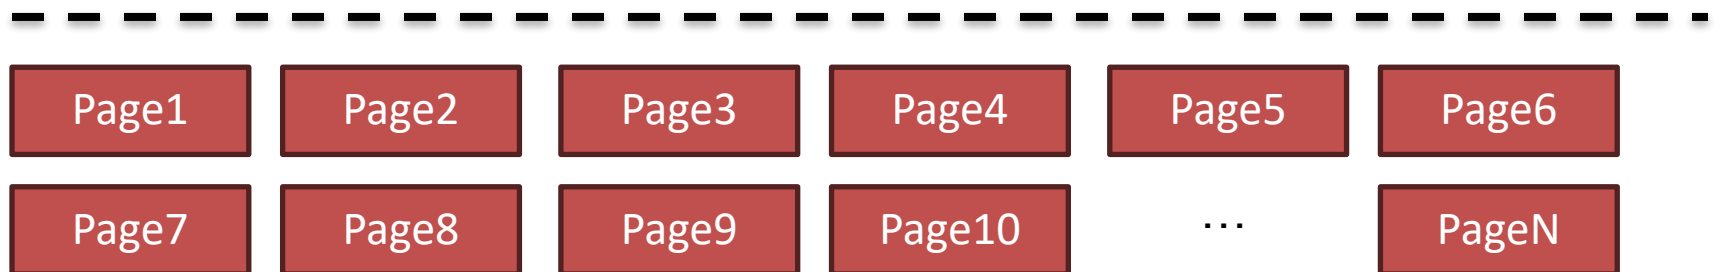 Page1 Page2 Page3 Page4 Page5 Page6
Page7 Page8 Page9 Page10 … PageN